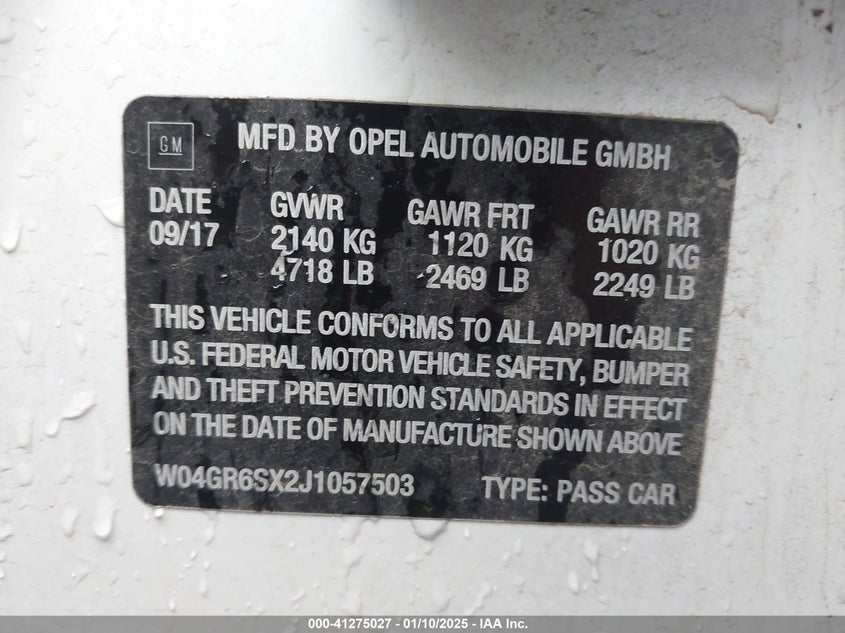 GM
MFD BY OPEL AUTOMOBILE GMBH
DATE GVWR GAWR FRT GAWR RR
09/17 2140 KG 1120 KG 1020 KG
4718 LB 2469 LB 2249 LB
THIS VEHICLE CONFORMS TO ALL APPLICABLE
U.S. FEDERAL MOTOR VEHICLE SAFETY, BUMPER
AND THEFT PREVENTION STANDARDS IN EFFECT
ON THE DATE OF MANUFACTURE SHOWN ABOVE
W04GR6SX2J1057503 TYPE: PASS CAR
000-41275027 - 01/10/2025 - IAA Inc.